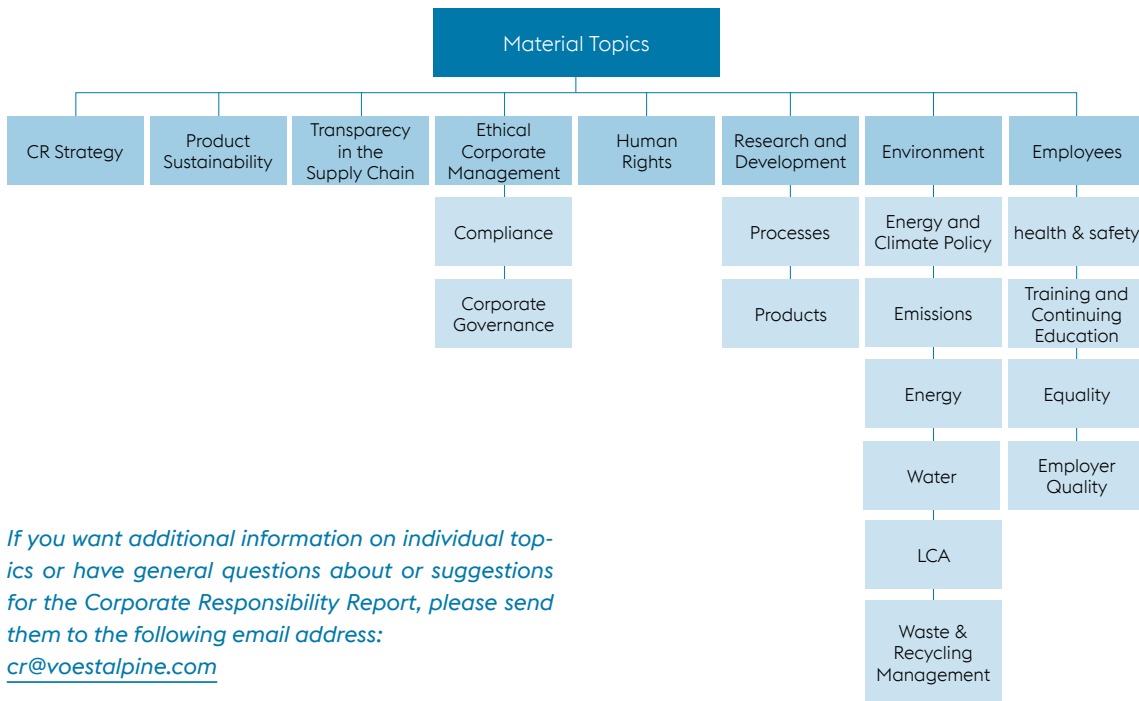 Material Topics
CR Strategy
Product
Sustainability
Transparecy
in the
Supply Chain
Ethical
Corporate
Management
Human
Rights
Research and
Development
Environment
Employees
Compliance
Corporate
Governance
Processes
Products
Energy and
Climate Policy
Emissions
Energy
Water
LCA
Waste &
Recycling
Management
health & safety
Training and
Continuing
Education
Equality
Employer
Quality
If you want additional information on individual top-
ics or have general questions about or suggestions
for the Corporate Responsibility Report, please send
them to the following email address:
cr@voestalpine.com